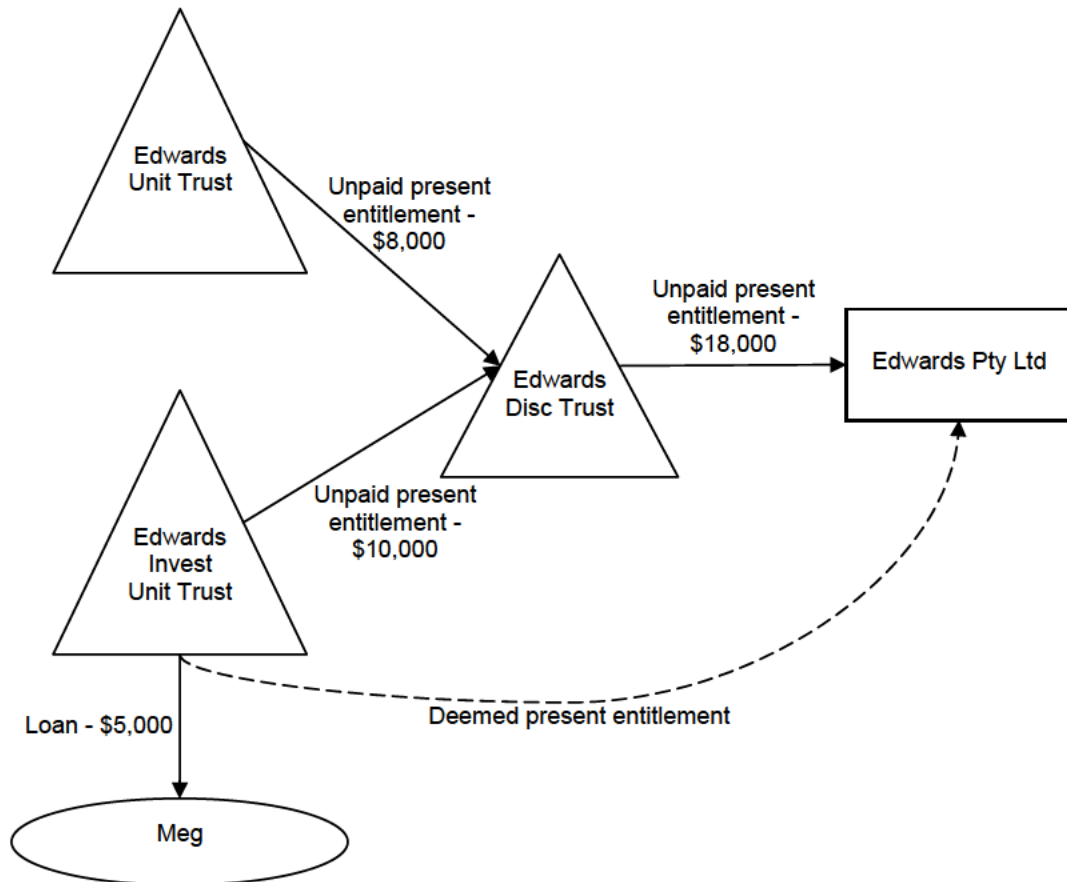 Edwards
Unit Trust
Unpaid present
entitlement -
$8,000
Unpaid present
entitlement -
$18,000
Edwards Pty Ltd
Edwards
Disc Trust
Unpaid present
entitlement -
$10,000
Edwards
Invest
Unit Trust
Loan - $5,000
Deemed present entitlement
Meg